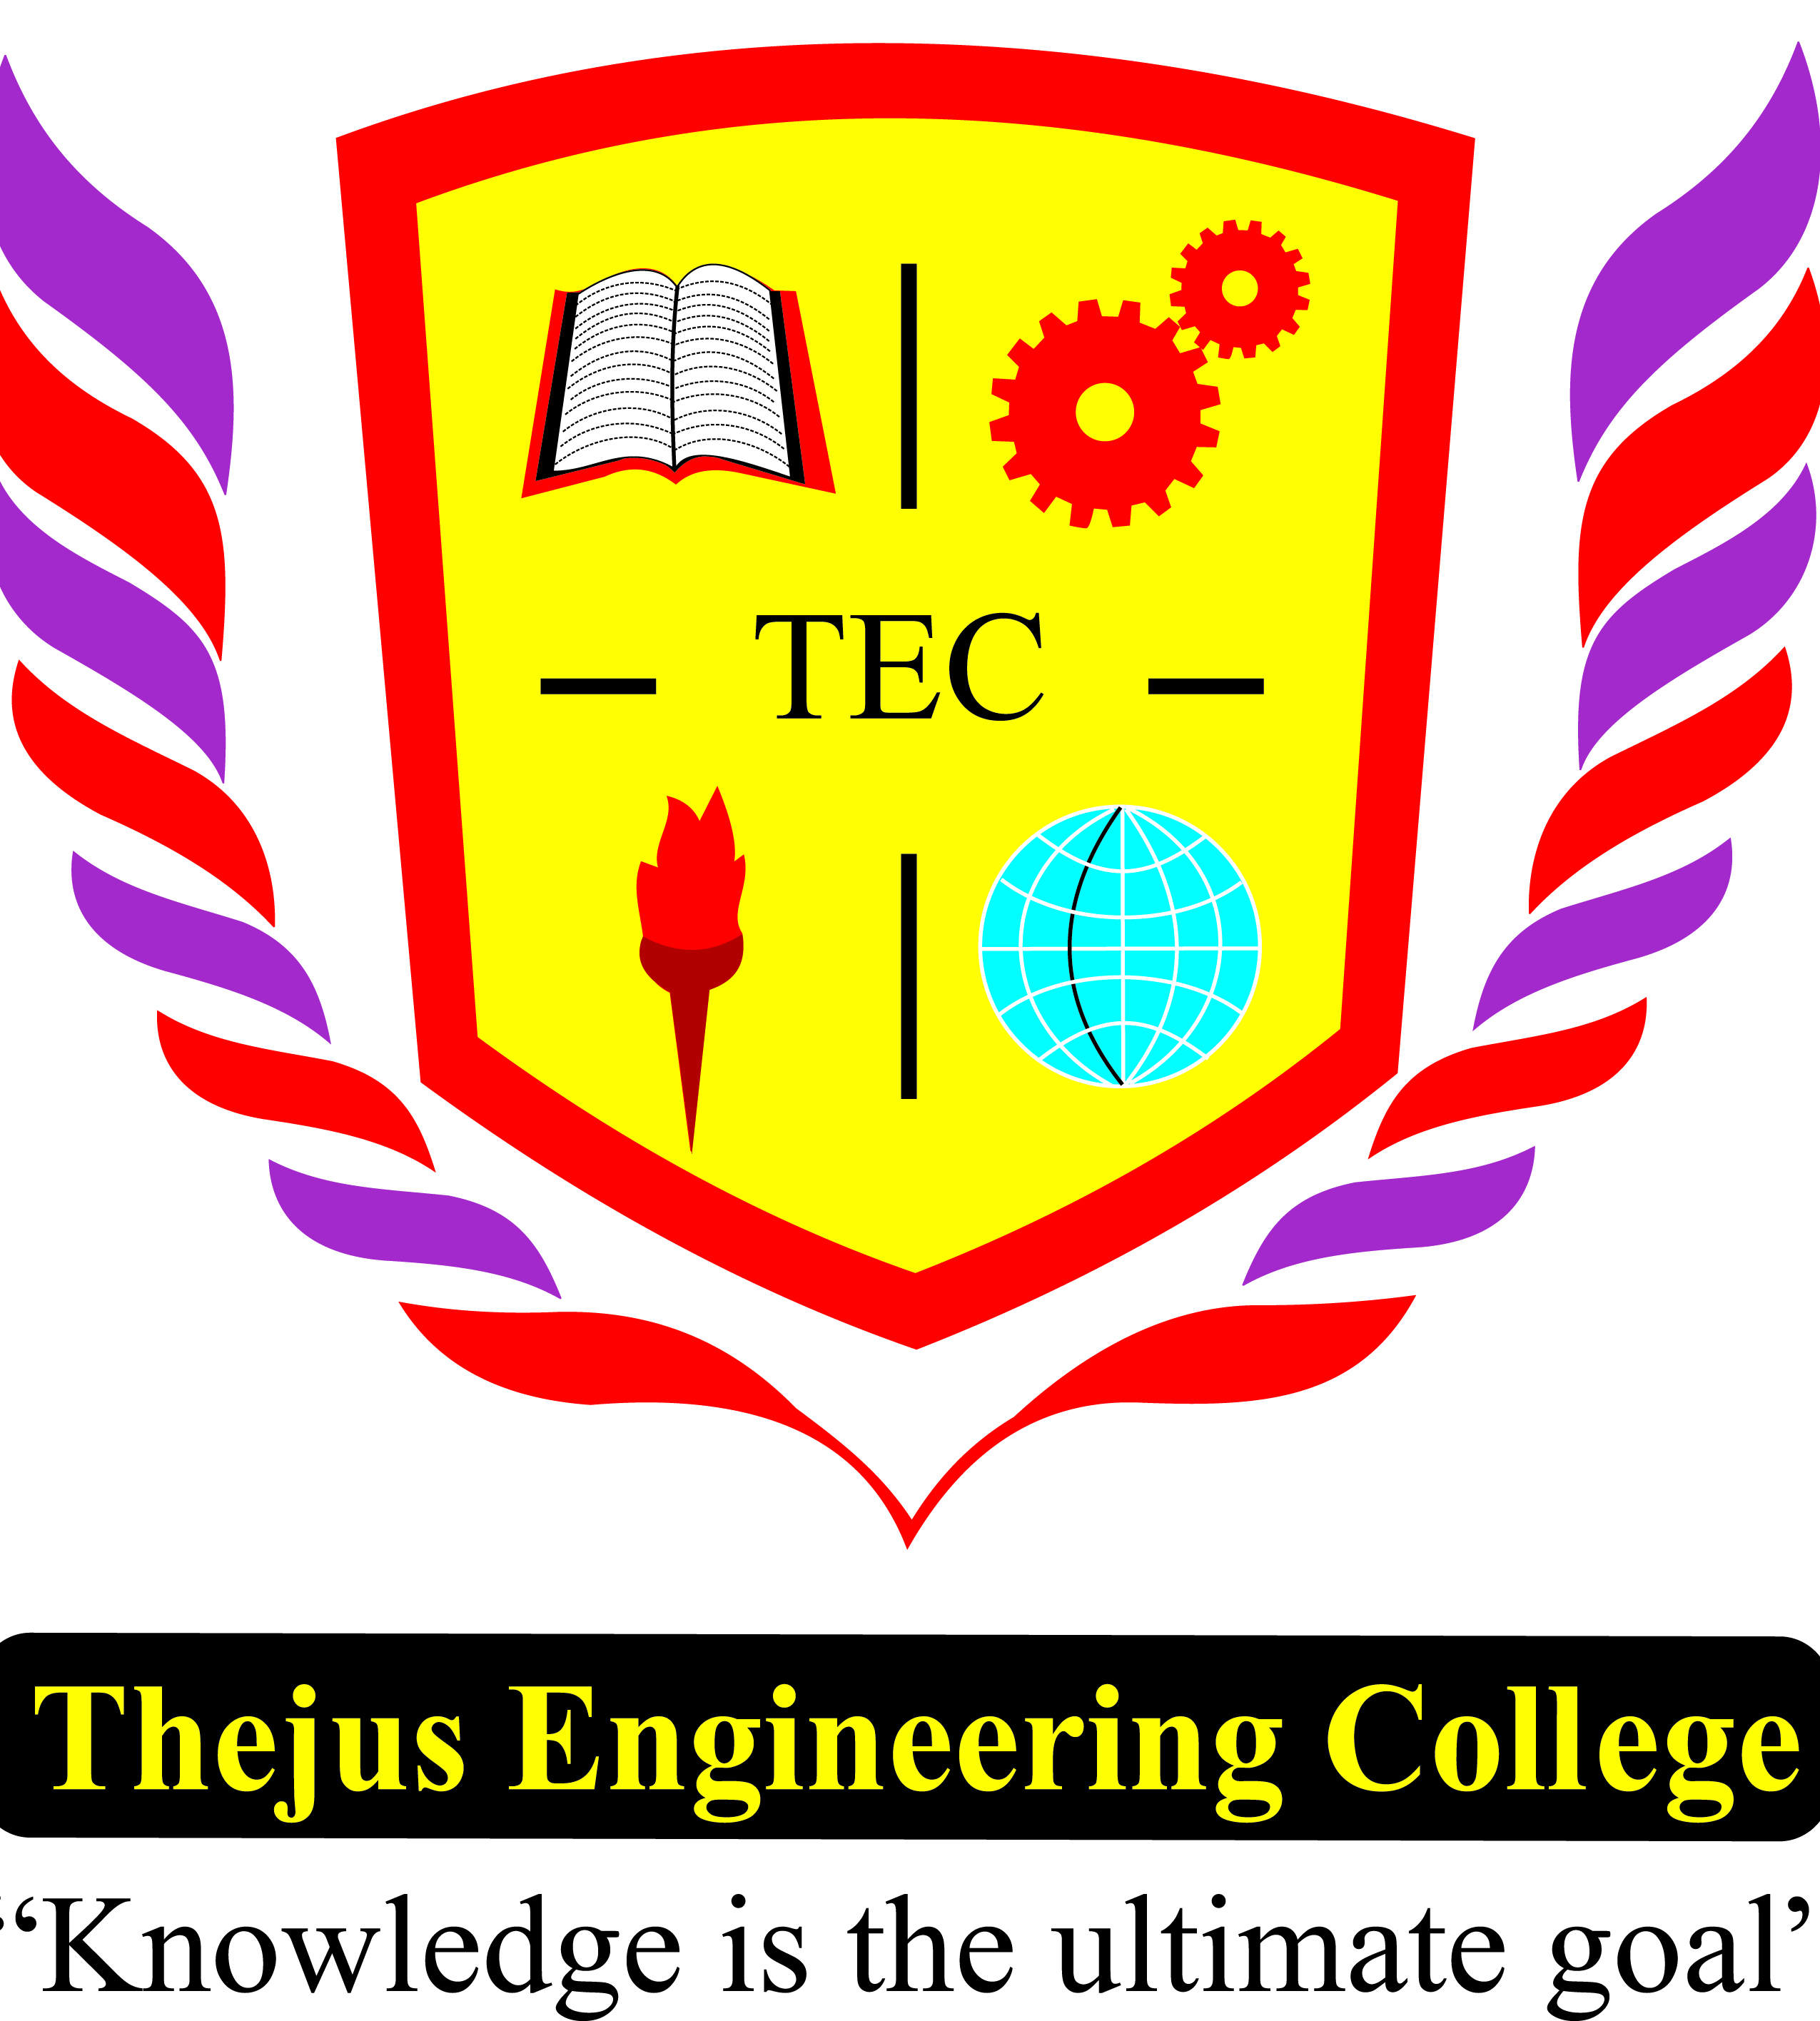 TEC
Thejus Engineering College
“Knowledge is the ultimate goal”